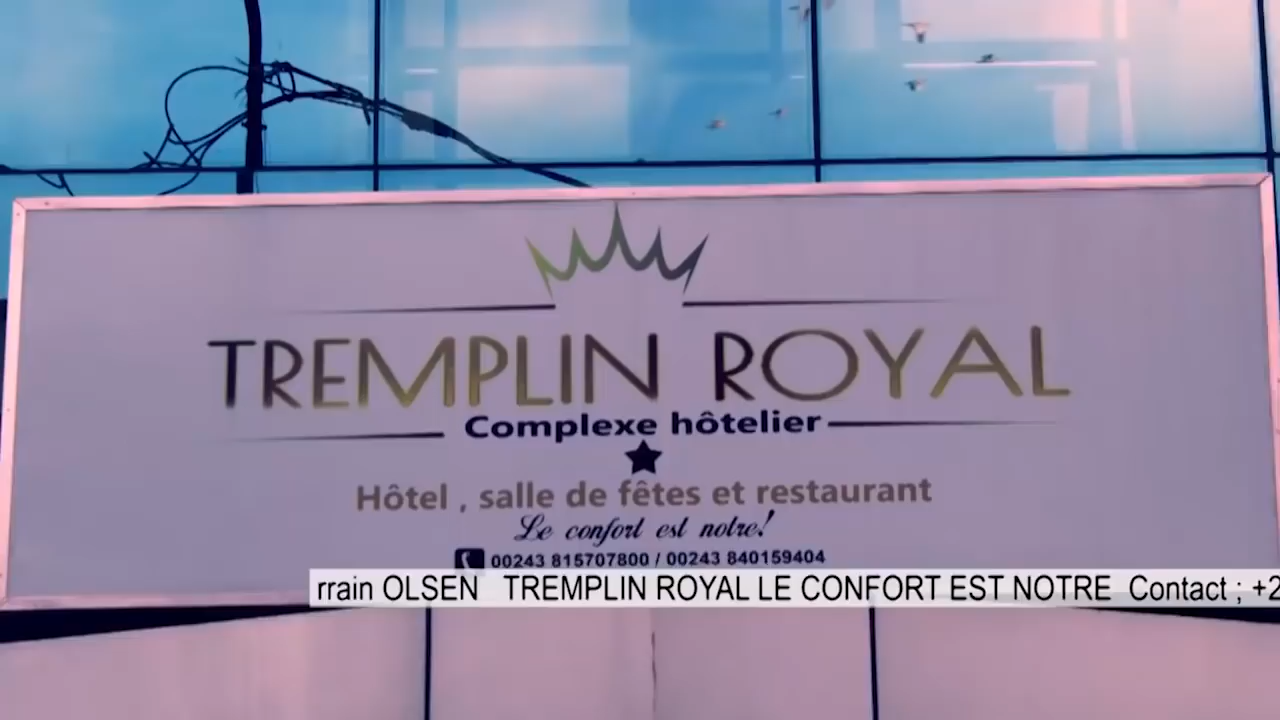 TREMPLIN ROYAL
Complexe hôtelier
Hôtel , salle de fêtes et restaurant
Le confort est notre!
00243 815707800 / 00243 840159404
rrain OLSEN TREMPLIN ROYAL LE CONFORT EST NOTRE Contact ; +2